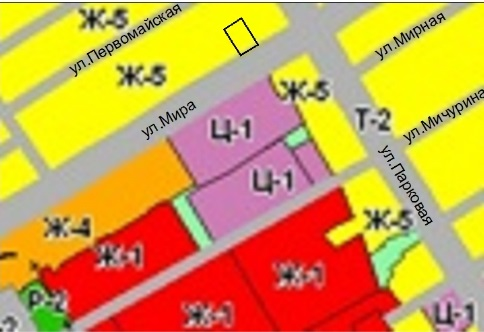 Ж-5
ул.Первомайская
ул.Мирная
Ж-5
Ж-5
ул.Мира
Ц-1
Т-2
ул.Мичурина
Ц-1
ул.Парковая
Ж-5
Ж-4
Ж-1
Ж-1
Р-2
Ж-1
Ц-1